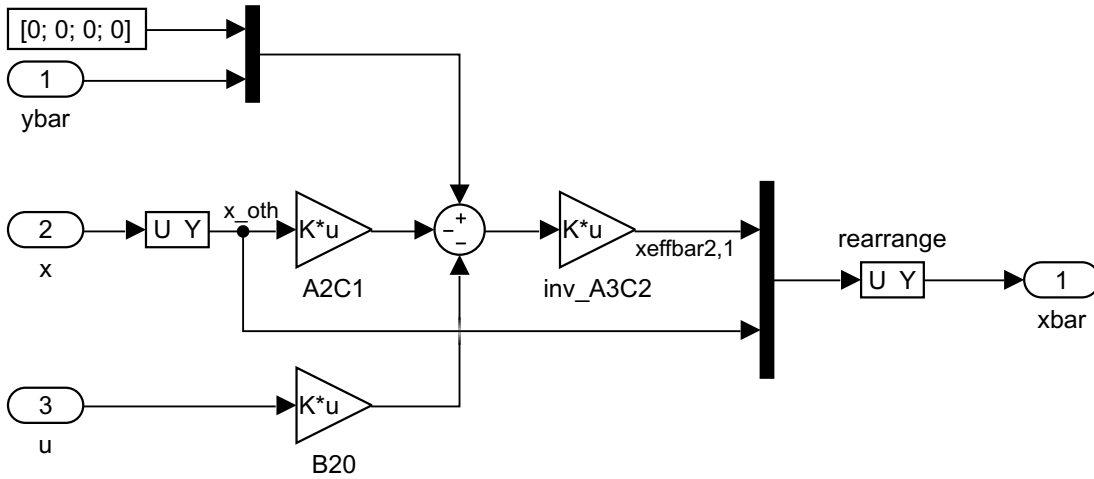 [0; 0; 0; 0]
1
ybar
2
x
U Y
x_oth
K*u
A2C1
+
−
−
K*u
inv_A3C2
xeffbar2,1
rearrange
U Y
1
xbar
3
u
K*u
B20